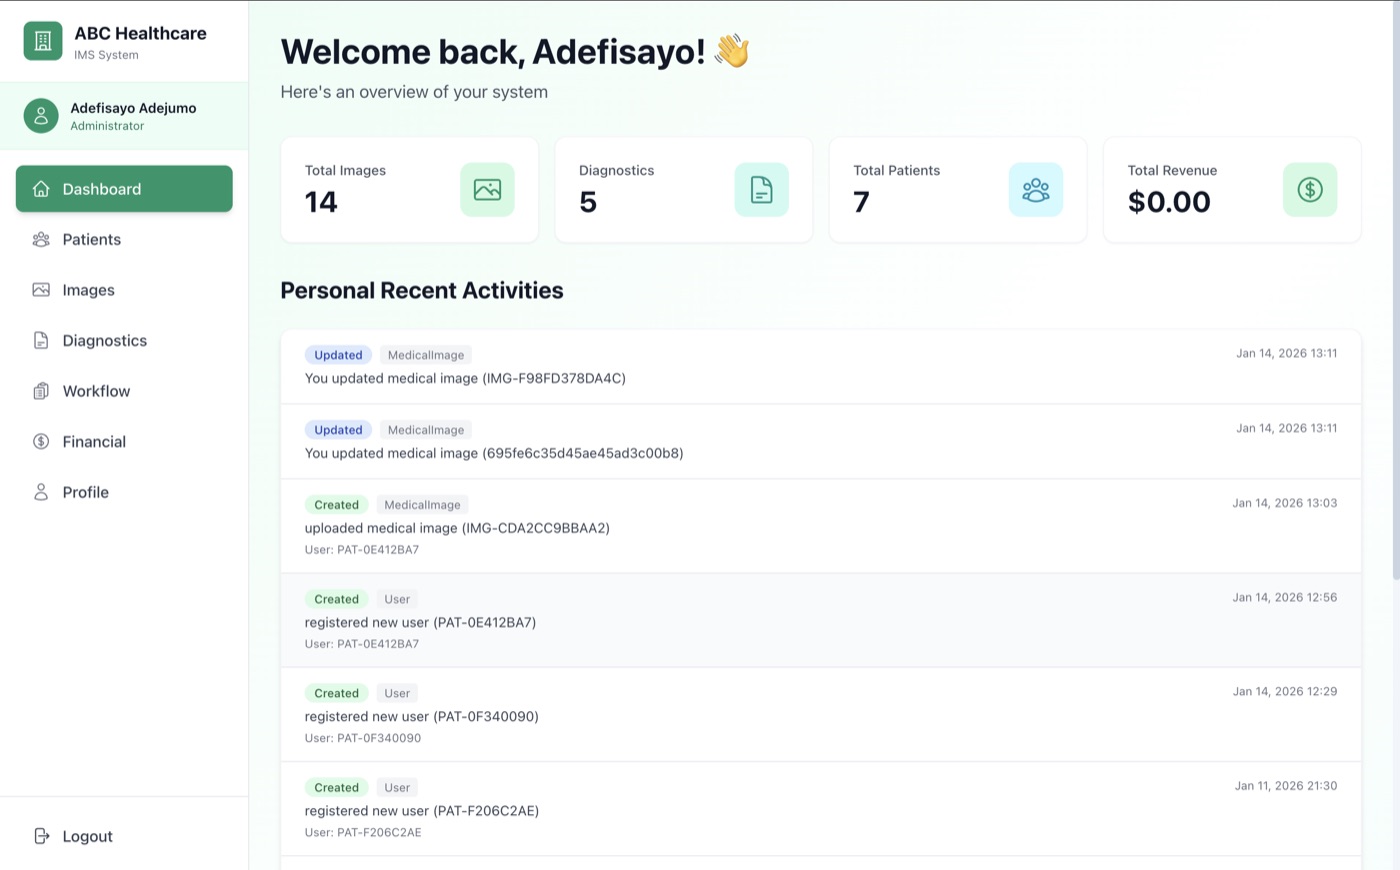 ABC Healthcare
IMS System
Adefisayo Adejumo
Administrator
Dashboard
Patients
Images
Diagnostics
Workflow
Financial
Profile
Logout
Welcome back, Adefisayo! 👋
Here's an overview of your system
Total Images
14
Diagnostics
5
Total Patients
7
Total Revenue
$0.00
Personal Recent Activities
Updated MedicalImage Jan 14, 2026 13:11
You updated medical image (IMG-F98FD378DA4C)
Updated MedicalImage Jan 14, 2026 13:11
You updated medical image (695fe6c35d45ae45ad3c00b8)
Created MedicalImage Jan 14, 2026 13:03
uploaded medical image (IMG-CDA2CC9BBAA2)
User: PAT-0E412BA7
Created User Jan 14, 2026 12:56
registered new user (PAT-0E412BA7)
User: PAT-0E412BA7
Created User Jan 14, 2026 12:29
registered new user (PAT-0F340090)
User: PAT-0F340090
Created User Jan 11, 2026 21:30
registered new user (PAT-F206C2AE)
User: PAT-F206C2AE